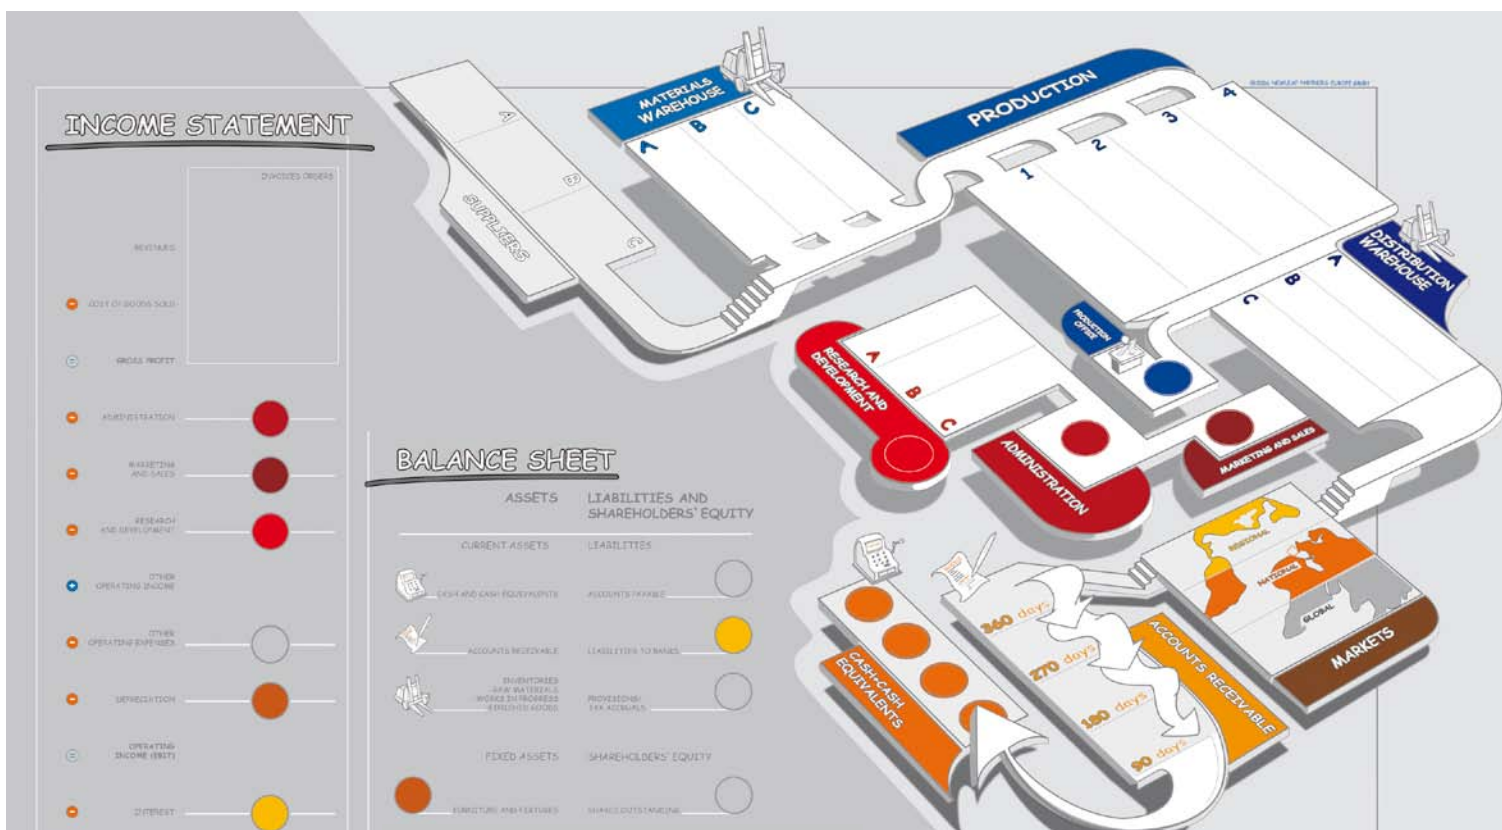 INCOME STATEMENT
INVOICES ORDERS
REVENUES
COST OF GOODS SOLD
GROSS PROFIT
ADMINISTRATION
MARKETING
AND SALES
RESEARCH
AND DEVELOPMENT
OTHER
OPERATING INCOME
OTHER
OPERATING EXPENSES
DEPRECIATION
OPERATING
INCOME (EBIT)
INTEREST
BALANCE SHEET
ASSETS
LIABILITIES AND
SHAREHOLDERS' EQUITY
CURRENT ASSETS
LIABILITIES
CASH AND CASH EQUIVALENTS
ACCOUNTS PAYABLE
ACCOUNTS RECEIVABLE
LIABILITIES TO BANKS
INVENTORIES
-RAW MATERIALS
-WORKS IN PROGRESS
-FINISHED GOODS
PROVISIONS/
TAX ACCRUALS
FIXED ASSETS
SHAREHOLDERS' EQUITY
FURNITURE AND FIXTURES
SHARES OUTSTANDING
SUPPLIERS
A
B
C
MATERIALS
WAREHOUSE
A
B
C
PRODUCTION
1
2
3
4
DISTRIBUTION
WAREHOUSE
A
B
C
PRODUCTION
OFFICE
RESEARCH AND
DEVELOPMENT
A
B
C
ADMINISTRATION
MARKETING AND SALES
REGIONAL
NATIONAL
GLOBAL
MARKETS
CASH+CASH
EQUIVALENTS
360 days
270 days
180 days
90 days
ACCOUNTS RECEIVABLE